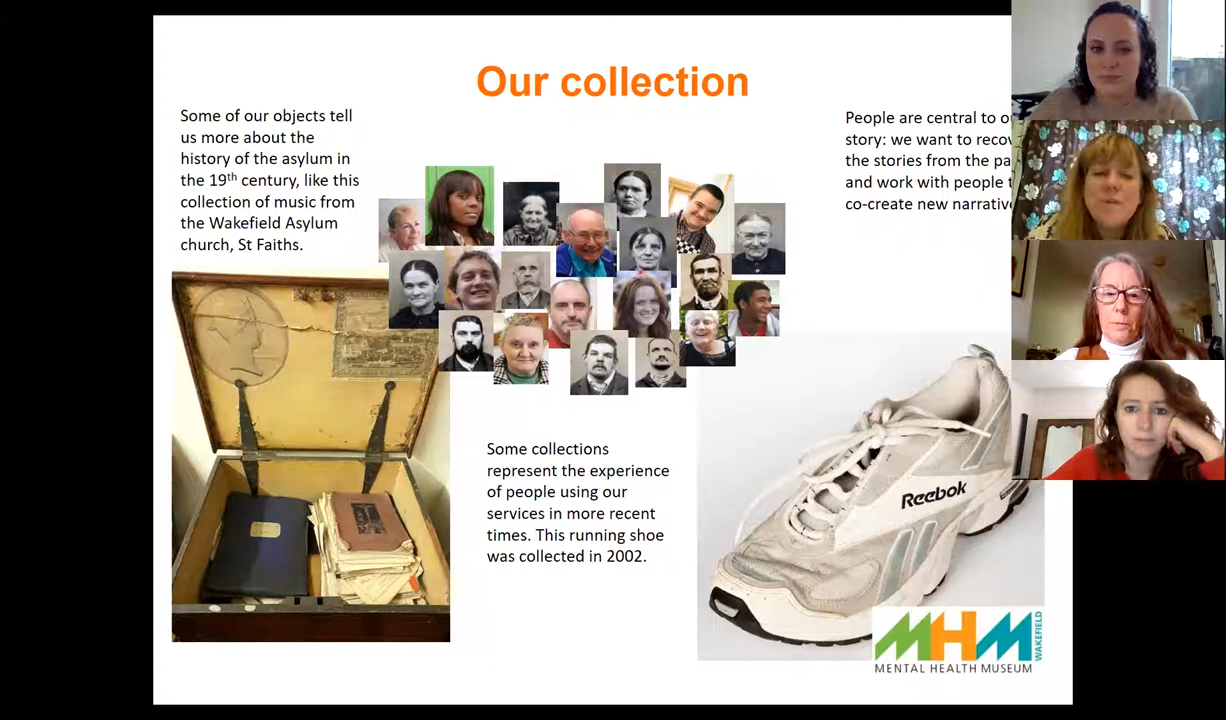 Our collection
Some of our objects tell
us more about the
history of the asylum in
the 19th century, like this
collection of music from
the Wakefield Asylum
church, St Faiths.
People are central to
story: we want to
the stories from the
and work with people
co-create new
Some collections
represent the experience
of people using our
services in more recent
times. This running shoe
was collected in 2002.
Reebok
MHM
WAKEFIELD
MENTAL HEALTH MUSEUM